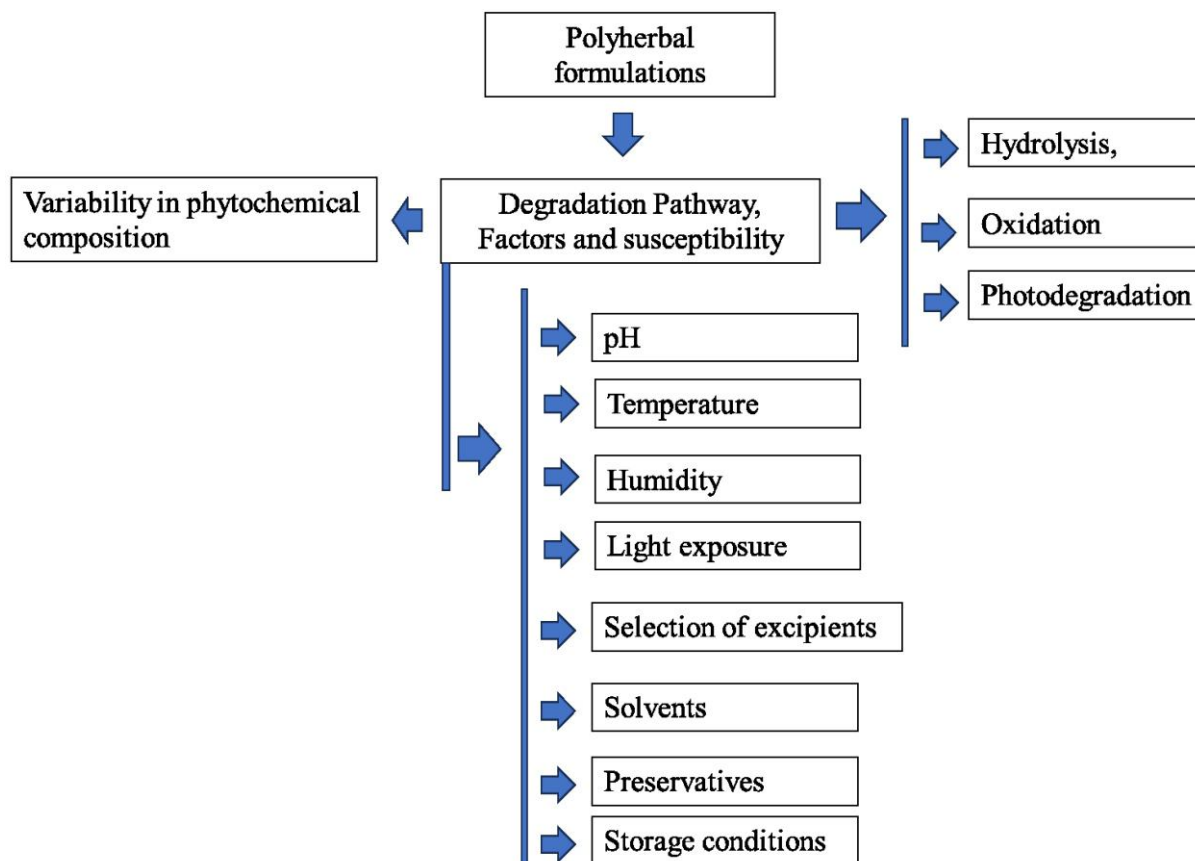 Polyherbal
formulations
Variability in phytochemical
composition
Degradation Pathway,
Factors and susceptibility
Hydrolysis,
Oxidation
Photodegradation
pH
Temperature
Humidity
Light exposure
Selection of excipients
Solvents
Preservatives
Storage conditions